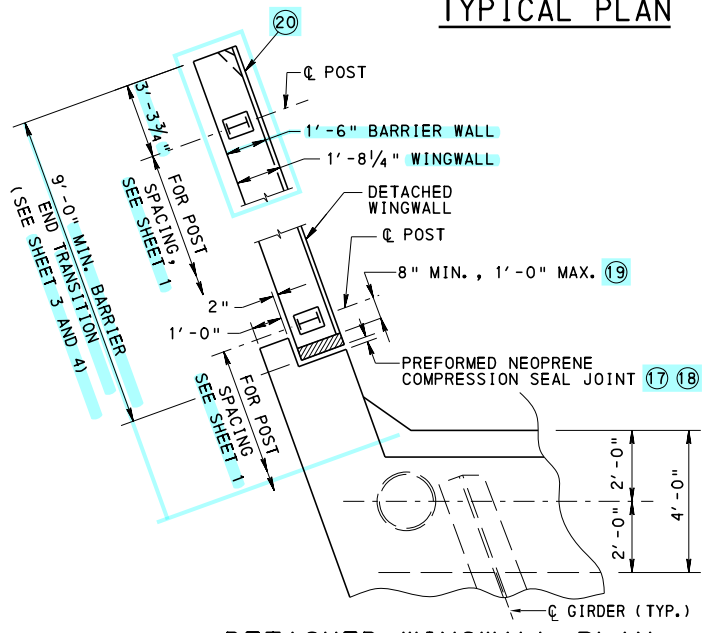 TYPICAL PLAN
20
℄ POST
3'-3¾"
1'-6" BARRIER WALL
1'-8¼" WINGWALL
FOR POST
SPACING,
SEE SHEET 1
9'-0" MIN. BARRIER
END TRANSITION
(SEE SHEET 3 AND 4)
DETACHED
WINGWALL
℄ POST
8" MIN., 1'-0" MAX. 19
2"
1'-0"
PREFORMED NEOPRENE
COMPRESSION SEAL JOINT 17 18
FOR POST
SPACING
SEE SHEET 1
2'-0"
2'-0"
4'-0"
℄ GIRDER (TYP.)
DETACHED WINGWALL PLAN